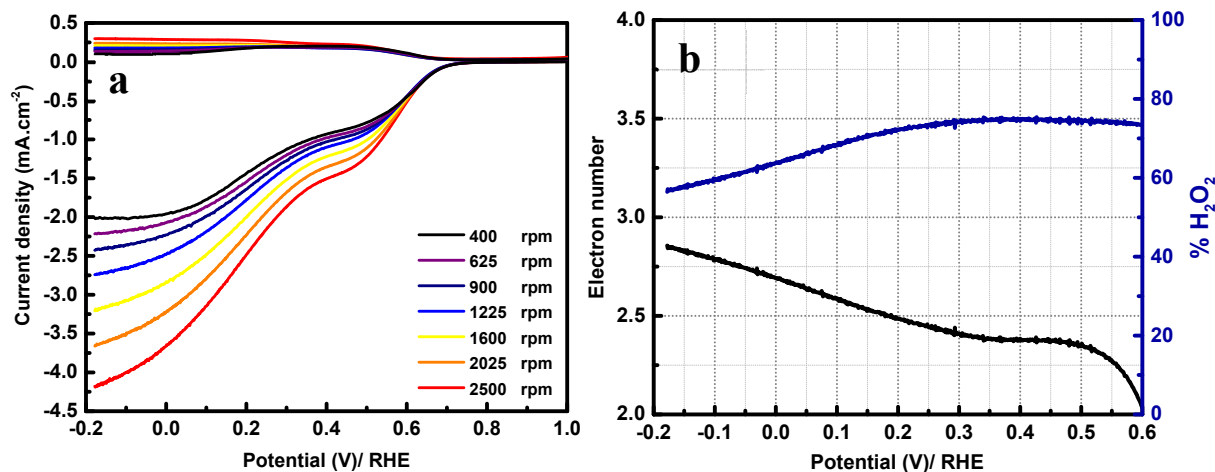 a
Current density (mA.cm-2)
0.5
0.0
-0.5
-1.0
-1.5
-2.0
-2.5
-3.0
-3.5
-4.0
-4.5
400 rpm
625 rpm
900 rpm
1225 rpm
1600 rpm
2025 rpm
2500 rpm
-0.2 0.0 0.2 0.4 0.6 0.8 1.0
Potential (V)/ RHE
b
Electron number
4.0
3.5
3.0
2.5
2.0
% H2O2
100
80
60
40
20
0
-0.2 -0.1 0.0 0.1 0.2 0.3 0.4 0.5 0.6
Potential (V)/ RHE